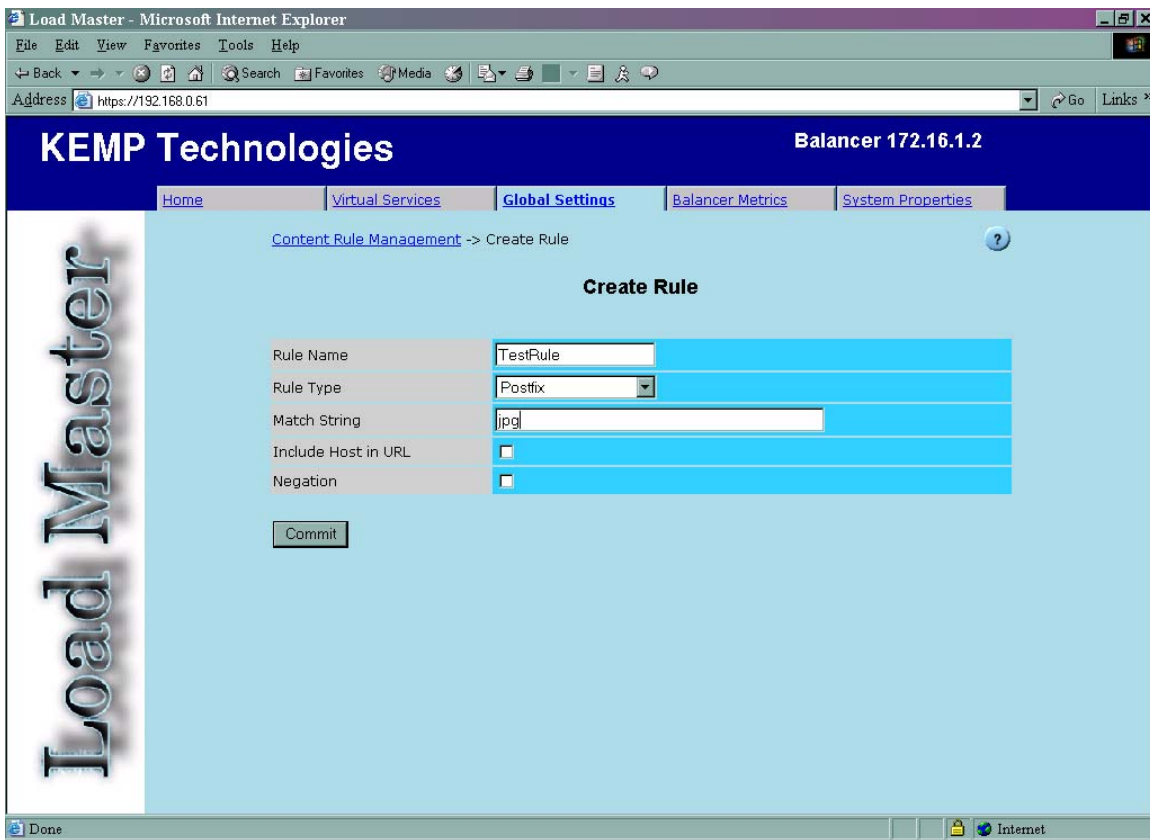 Load Master - Microsoft Internet Explorer
File Edit View Favorites Tools Help
Back Search Favorites Media
Address https://192.168.0.61 Go Links »
KEMP Technologies Balancer 172.16.1.2
Home Virtual Services Global Settings Balancer Metrics System Properties
Content Rule Management -> Create Rule ?
Create Rule
Rule Name TestRule
Rule Type Postfix
Match String jpg
Include Host in URL
Negation
Commit
Load Master
Done Internet